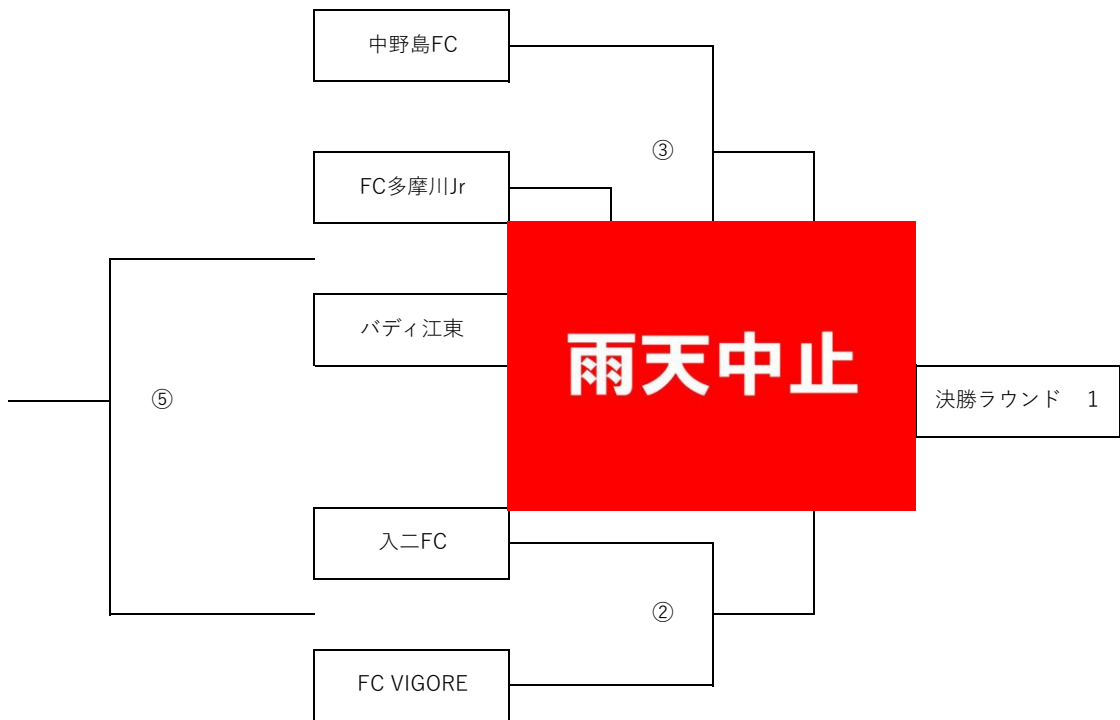 中野島FC
③
FC多摩川Jr
バディ江東
雨天中止
⑤
決勝ラウンド　1
入二FC
②
FC VIGORE